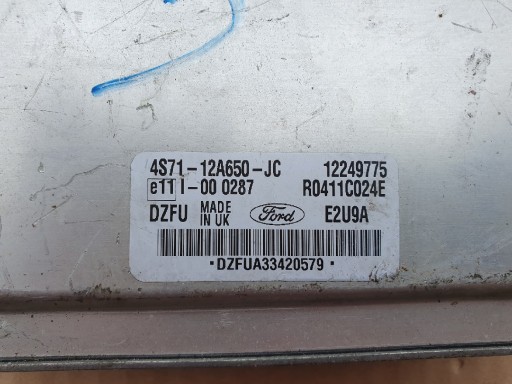 4S71-12A650-JC 12249775
e11 I-00 0287 R0411C024E
DZFU MADE IN UK Ford E2U9A
·DZFUA33420579·